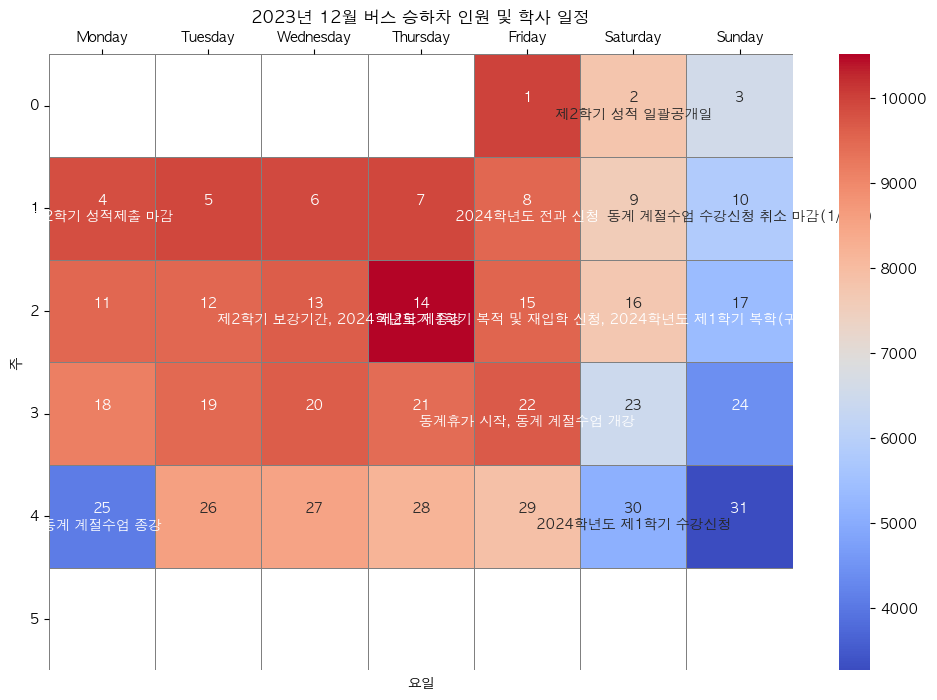 2023년 12월 버스 승하차 인원 및 학사 일정
Monday Tuesday Wednesday Thursday Friday Saturday Sunday
0
1 2 3
제2학기 성적 일괄공개일
1
4 5 6 7 8 9 10
2학기 성적제출 마감 2024학년도 전과 신청 동계 계절수업 수강신청 취소 마감(1/ )
2
11 12 13 14 15 16 17
제2학기 보강기간, 2024학년 복적 및 재입학 신청, 2024학년도 제1학기 복학(귀
3
18 19 20 21 22 23 24
동계휴가 시작, 동계 계절수업 개강
4
25 26 27 28 29 30 31
동계 계절수업 종강 2024학년도 제1학기 수강신청
5
주
요일
10000
9000
8000
7000
6000
5000
4000